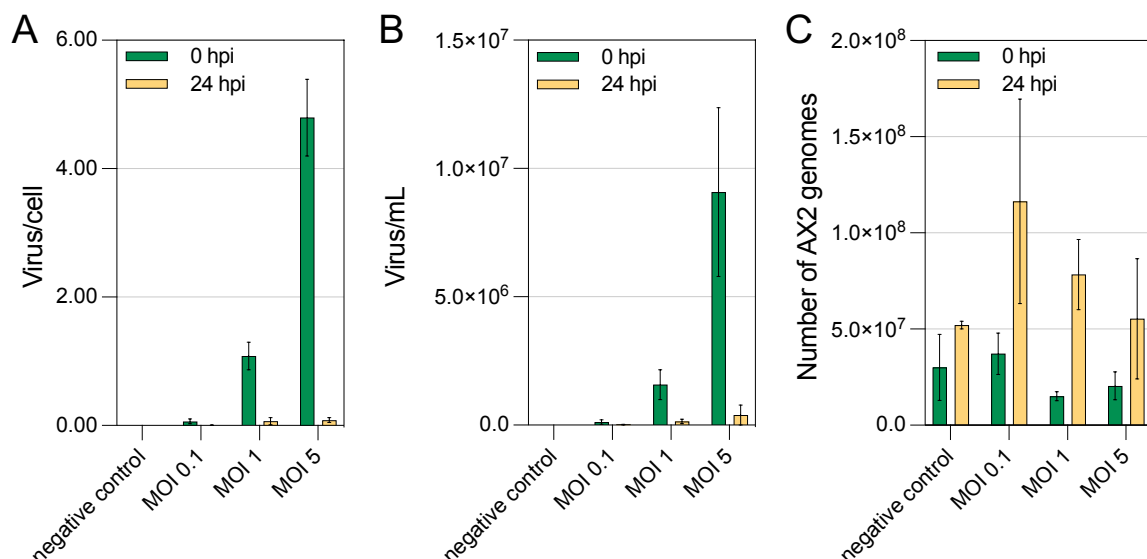 A
Virus/cell
6.00
4.00
2.00
0.00
0 hpi
24 hpi
negative control
MOI 0.1
MOI 1
MOI 5
B
Virus/mL
1.5×10⁷
1.0×10⁷
5.0×10⁶
0.0
0 hpi
24 hpi
negative control
MOI 0.1
MOI 1
MOI 5
C
Number of AX2 genomes
2.0×10⁸
1.5×10⁸
1.0×10⁸
5.0×10⁷
0.0
0 hpi
24 hpi
negative control
MOI 0.1
MOI 1
MOI 5